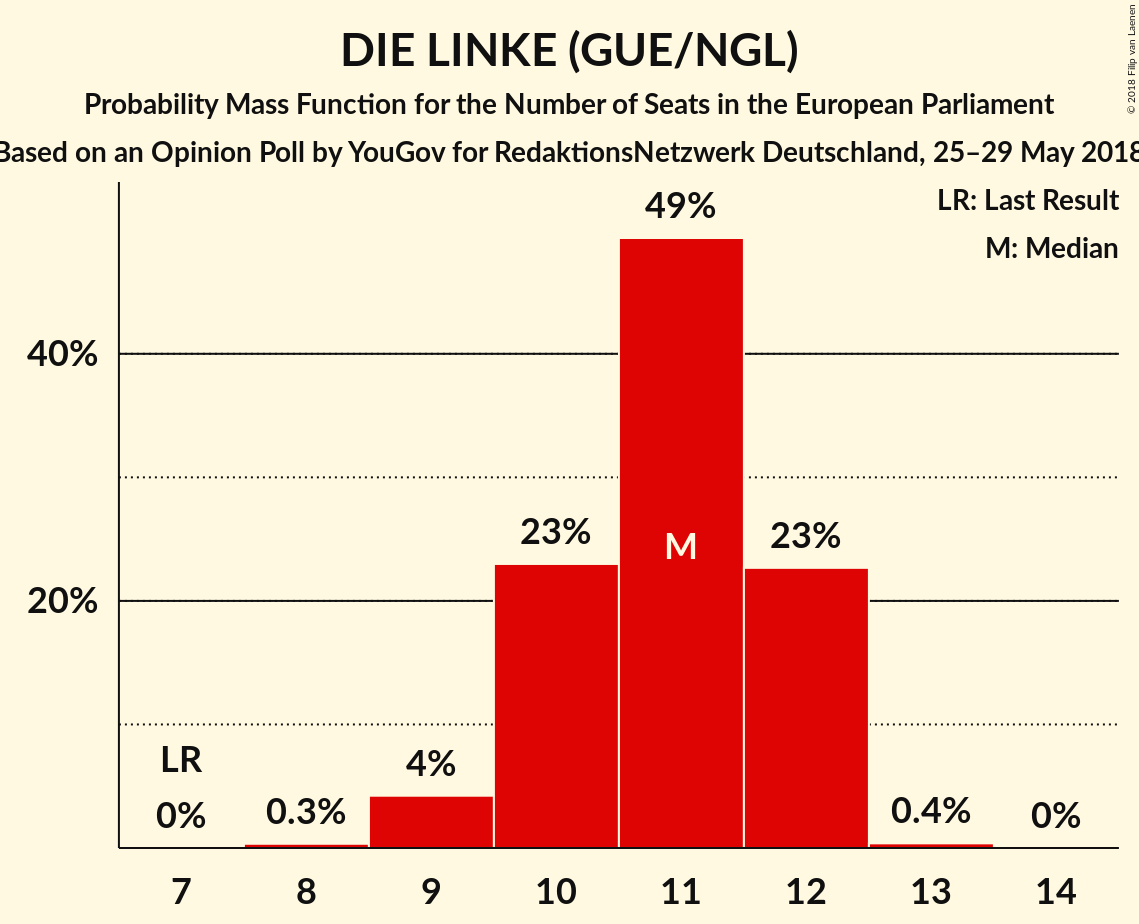 DIE LINKE (GUE/NGL)
Probability Mass Function for the Number of Seats in the European Parliament
Based on an Opinion Poll by YouGov for RedaktionsNetzwerk Deutschland, 25–29 May 2018
© 2018 Filip van Laenen
LR: Last Result
M: Median
49%
40%
23%
M
23%
20%
LR
4%
0%
0.3%
0.4%
0%
7 8 9 10 11 12 13 14